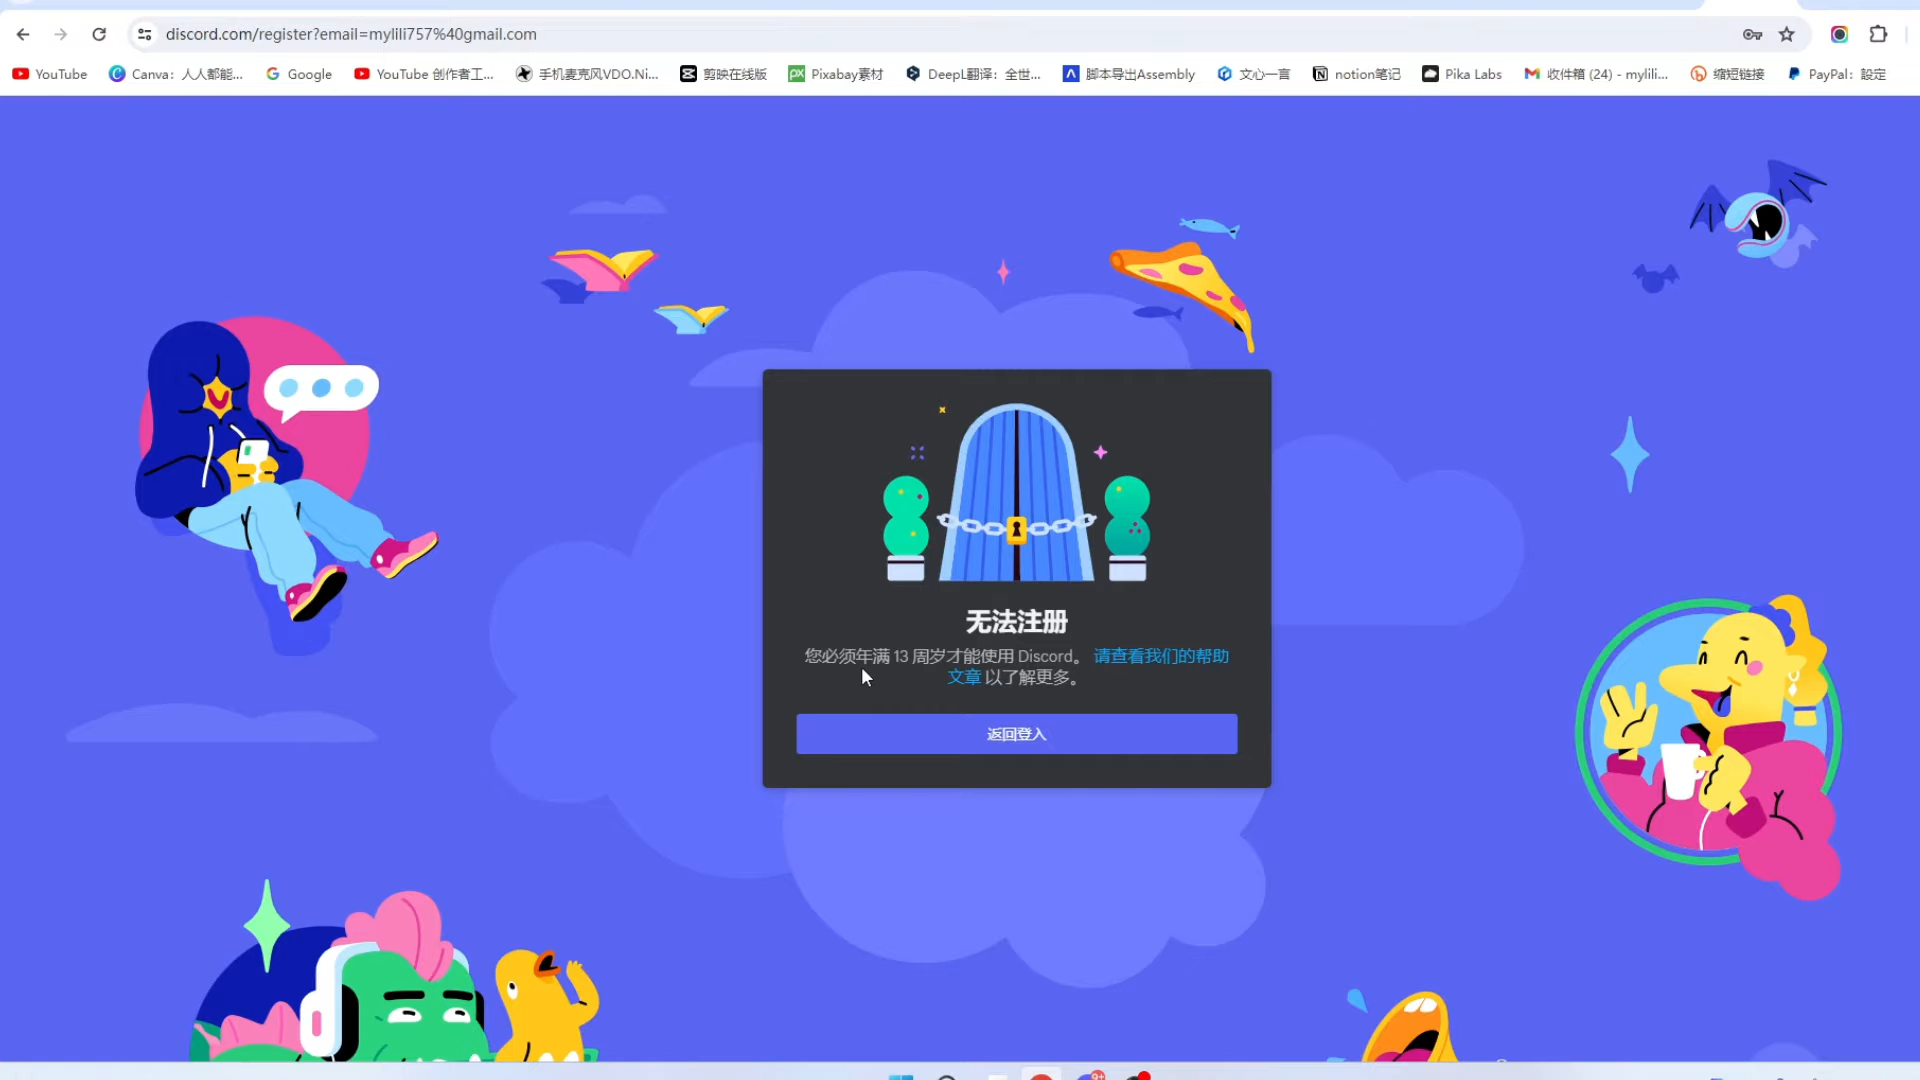 discord.com/register?email=mylili757%40gmail.com
YouTube
Canva：人人都能...
Google
YouTube 创作者工...
手机麦克风VDO.Ni...
剪映在线版
Pixabay素材
DeepL翻译：全世...
脚本导出Assembly
文心一言
notion笔记
Pika Labs
收件箱 (24) - mylili...
缩短链接
PayPal：設定
无法注册
您必须年满 13 周岁才能使用 Discord。 请查看我们的帮助
文章 以了解更多。
返回登入
9+